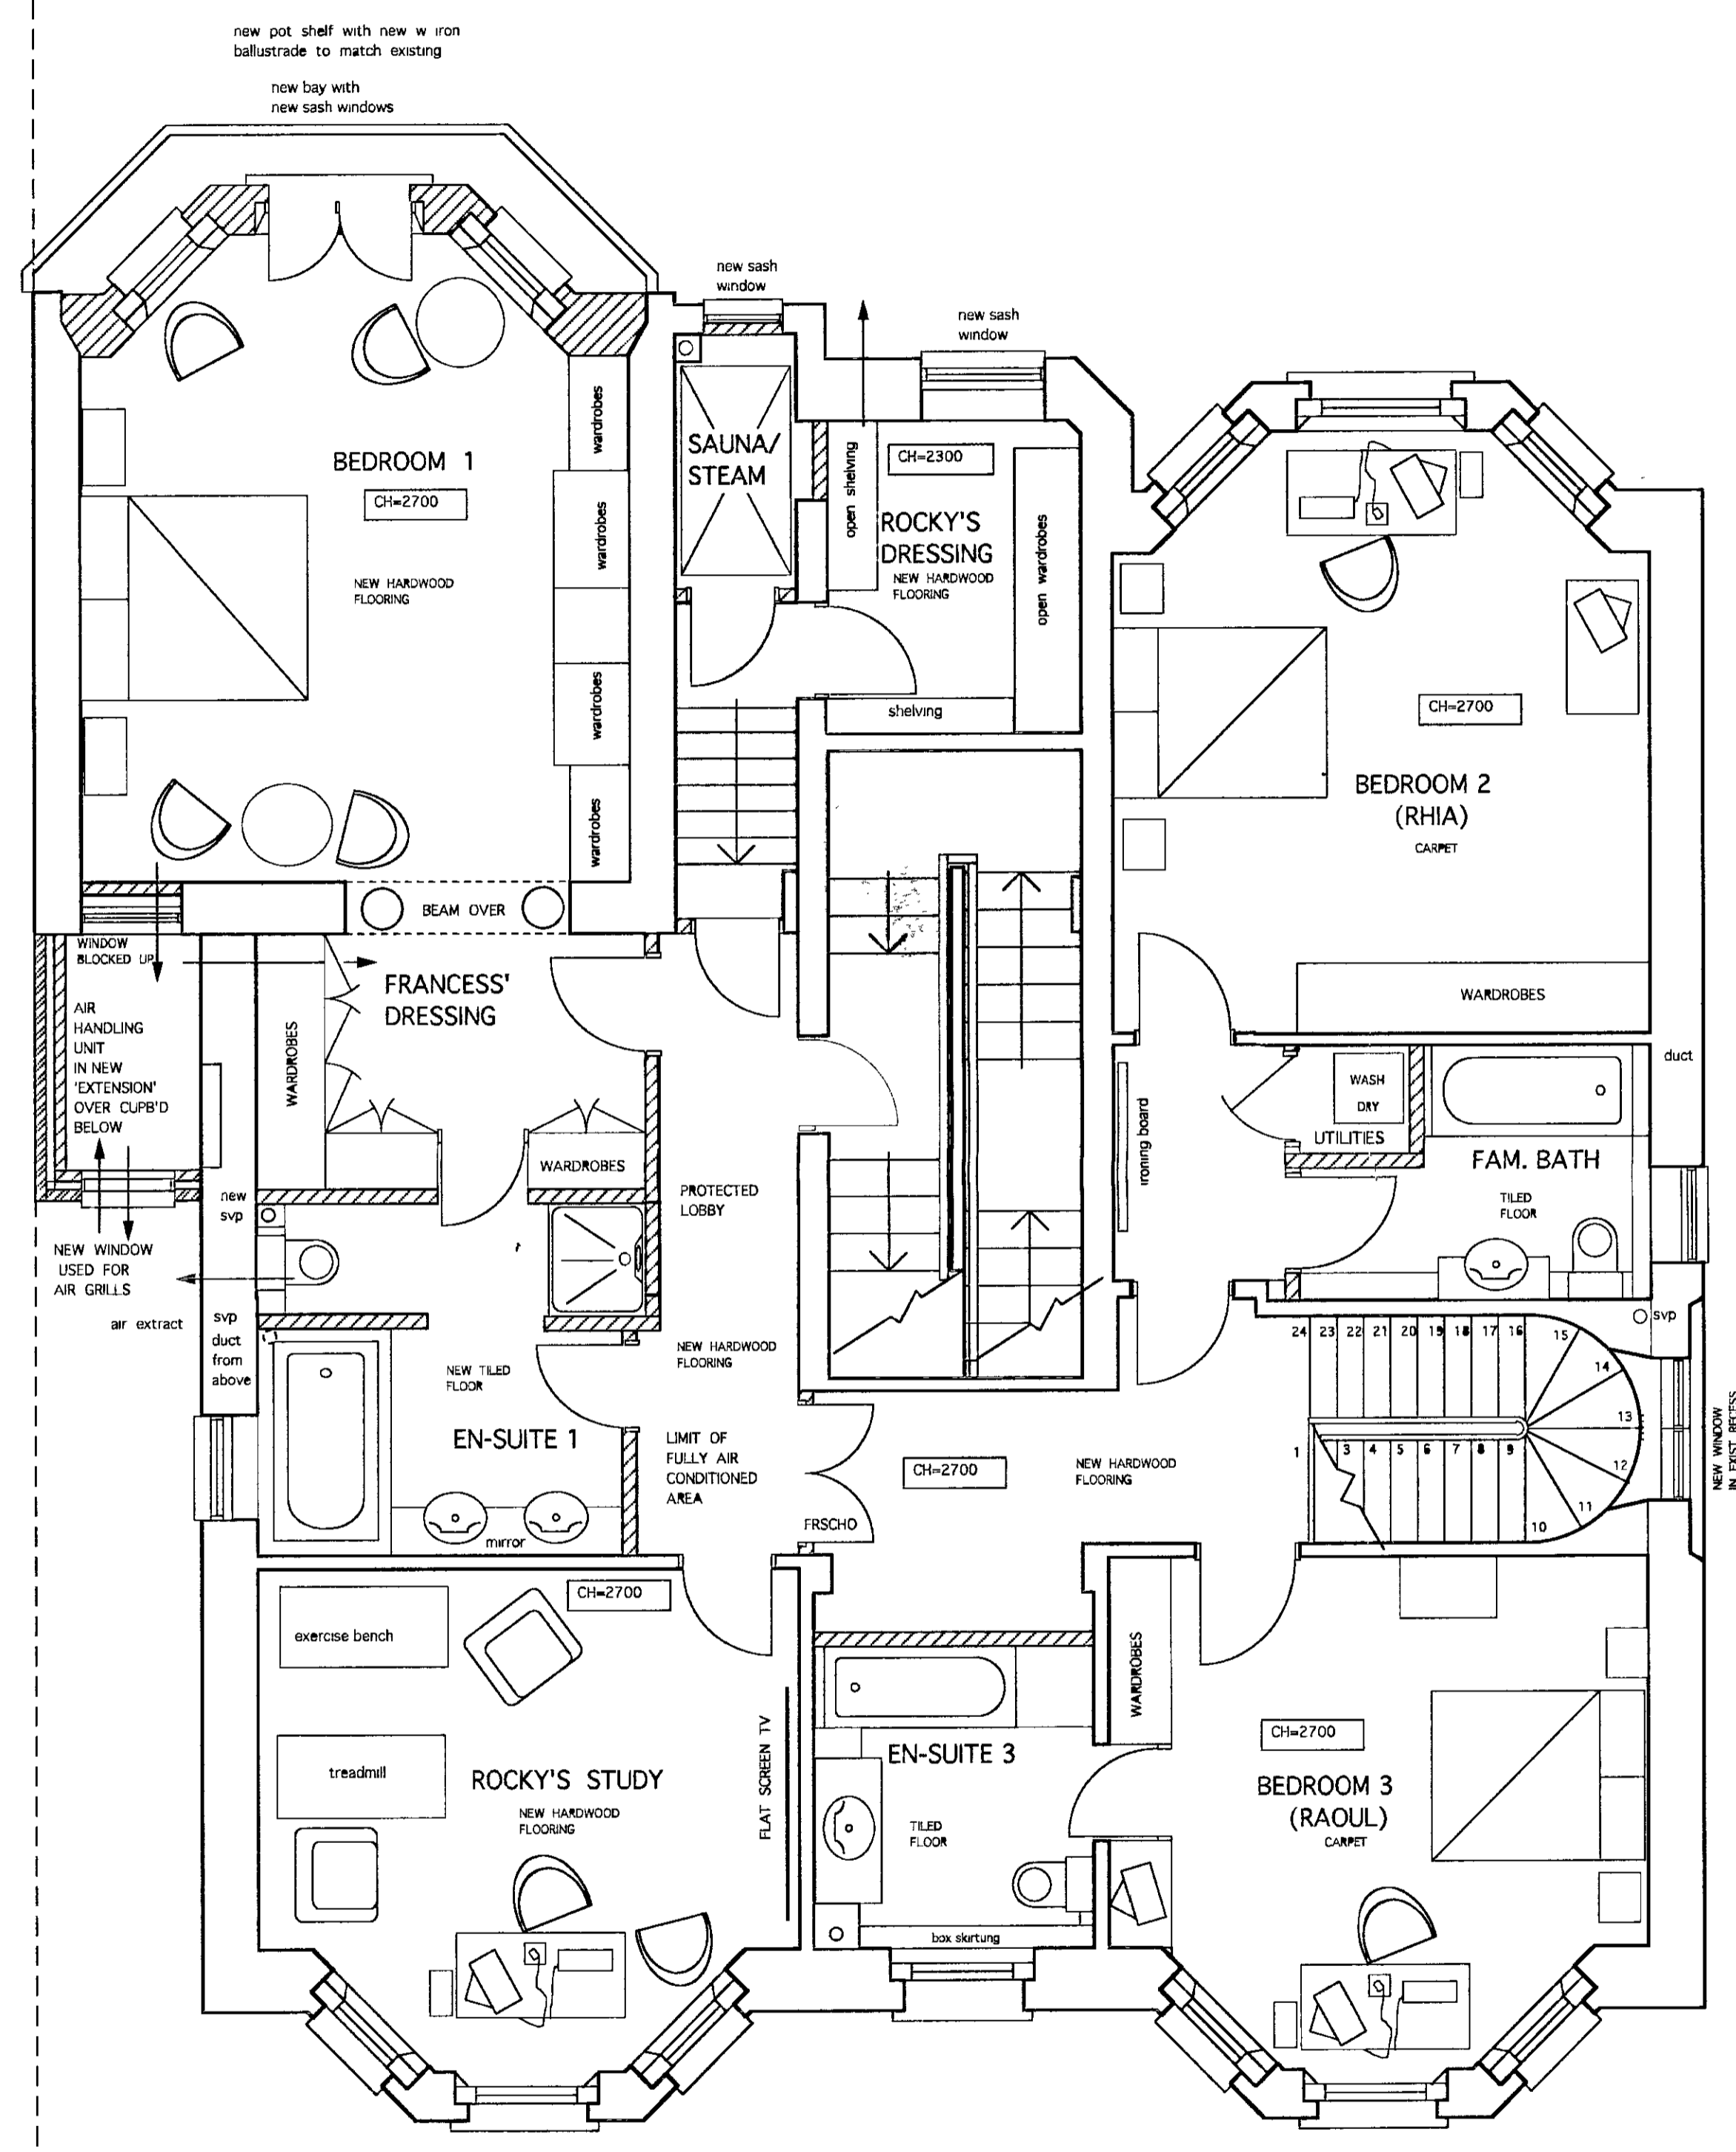 new pot shelf with new w iron
ballustrade to match existing
new bay with
new sash windows
new sash
window
new sash
window
BEDROOM 1
CH=2700
NEW HARDWOOD
FLOORING
wardrobes
wardrobes
wardrobes
wardrobes
SAUNA/
STEAM
open shelving
CH=2300
ROCKY'S
DRESSING
NEW HARDWOOD
FLOORING
open wardrobes
shelving
CH=2700
BEDROOM 2
(RHIA)
CARPET
WARDROBES
BEAM OVER
WINDOW
BLOCKED UP
AIR
HANDLING
UNIT
IN NEW
'EXTENSION'
OVER CUPB'D
BELOW
FRANCESS'
DRESSING
WARDROBES
WARDROBES
NEW WINDOW
USED FOR
AIR GRILLS
new
svp
air extract
svp
duct
from
above
PROTECTED
LOBBY
ironing board
WASH
DRY
UTILITIES
duct
FAM. BATH
TILED
FLOOR
svp
NEW HARDWOOD
FLOORING
NEW TILED
FLOOR
EN-SUITE 1
mirror
LIMIT OF
FULLY AIR
CONDITIONED
AREA
FRSCHO
CH=2700
NEW HARDWOOD
FLOORING
24 23 22 21 20 19 18 17 16 15
14
13
12
11
10
1 3 4 5 6 7 8 9
NEW WINDOW
IN EXIST RECESS
CH=2700
exercise bench
treadmill
ROCKY'S STUDY
NEW HARDWOOD
FLOORING
FLAT SCREEN TV
EN-SUITE 3
TILED
FLOOR
box skirtung
WARDROBES
CH=2700
BEDROOM 3
(RAOUL)
CARPET